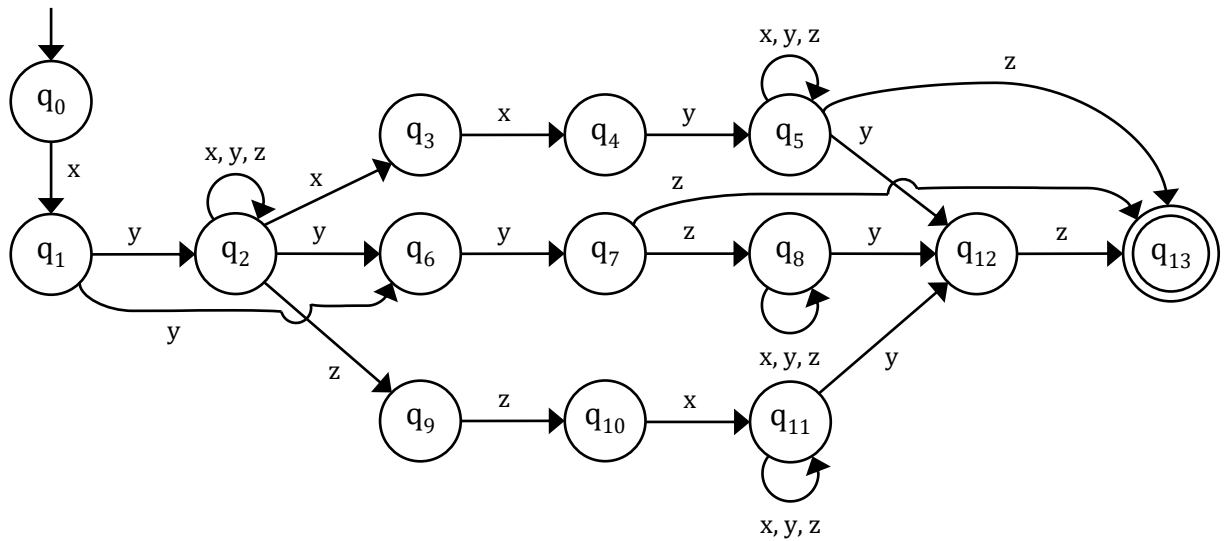 x, y, z
z
q0
q3
x
q4
y
q5
y
x
x, y, z
x
z
q1
y
q2
y
q6
y
q7
z
q8
y
q12
z
q13
y
z
x, y, z
y
q9
z
q10
x
q11
x, y, z